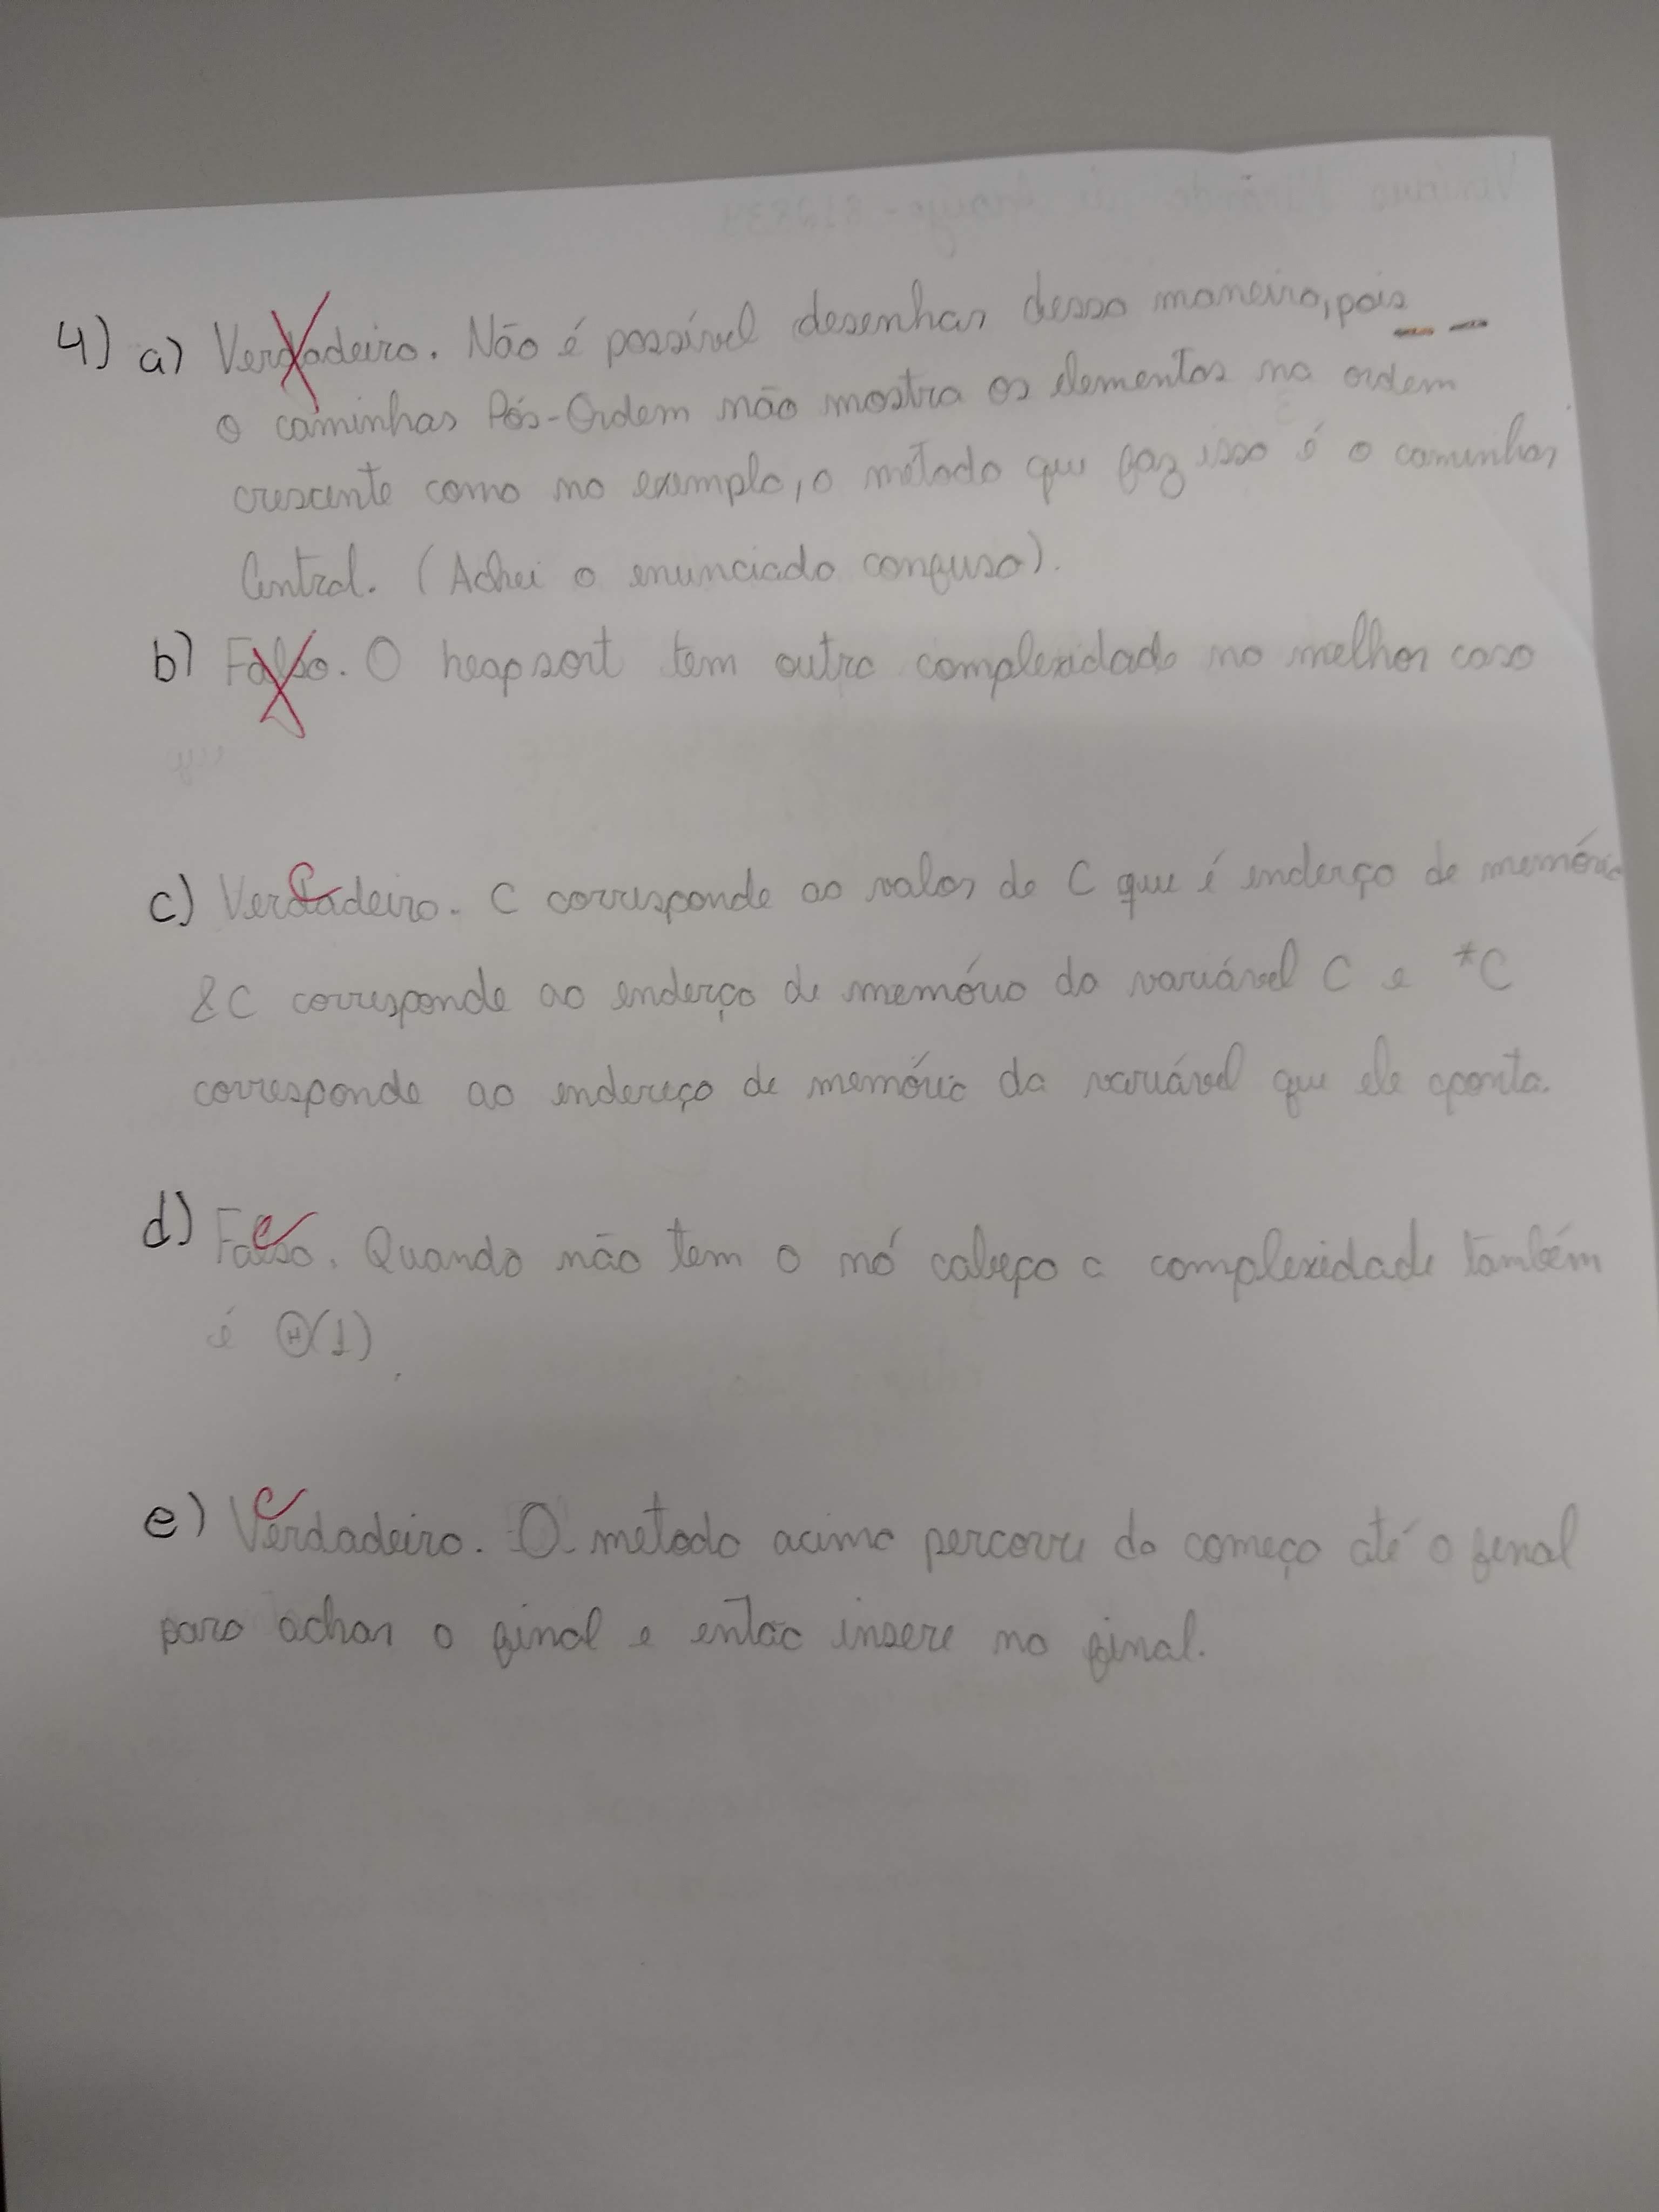 4) a) Verdadeiro. Não é possível desenhar dessa maneira, pois
o caminhar Pós-Ordem não mostra os elementos na ordem
crescente como no exemplo, o método que faz isso é o caminhar
Central. (Achei o enunciado confuso).
b) Falso. O heapsort tem outra complexidade no melhor caso
c) Verdadeiro. C corresponde ao valor de C que é enderço de memória
&C corresponde ao enderço de memória da variável C e *C
corresponde ao endereço de memória da variável que ele aponta.
d) Falso. Quando não tem o nó cabeça a complexidade também
é Θ(1)
e) Verdadeiro. O metodo acima percorre do começo até o final
para achar o final e então insere no final.